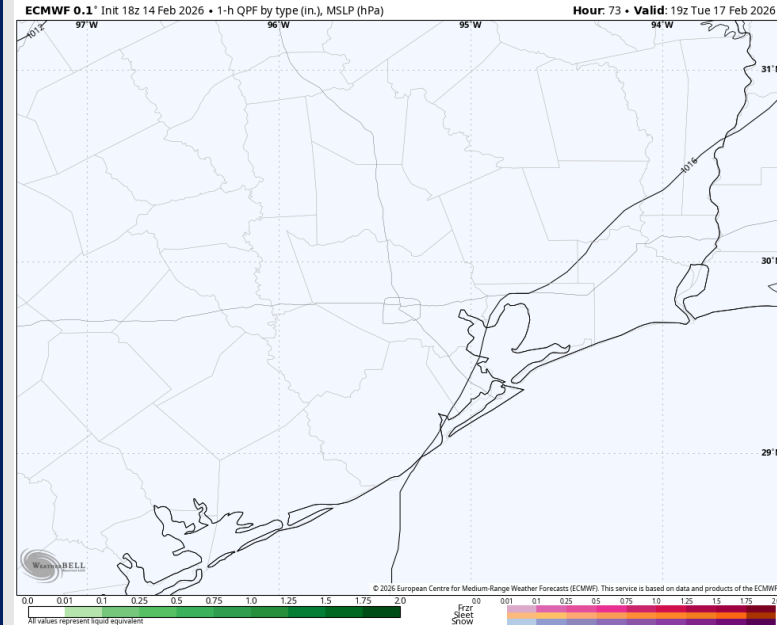 ECMWF 0.1° Init 18z 14 Feb 2026 • 1-h QPF by type (in.), MSLP (hPa)
Hour: 73 • Valid: 19z Tue 17 Feb 2026
97°W 96°W 95°W 94°W
1012
31°N
1016
30°N
29°N
WEATHERBELL
© 2026 European Centre for Medium-Range Weather Forecasts (ECMWF). This service is based on data and products of the ECMWF
0.0 0.01 0.1 0.25 0.5 0.75 1.0 1.25 1.5 1.75 2.0
All values represent liquid equivalent
0.0 0.01 0.1 0.25 0.5 0.75 1.0 1.25 1.5 1.75
Frzr
Sleet
Snow